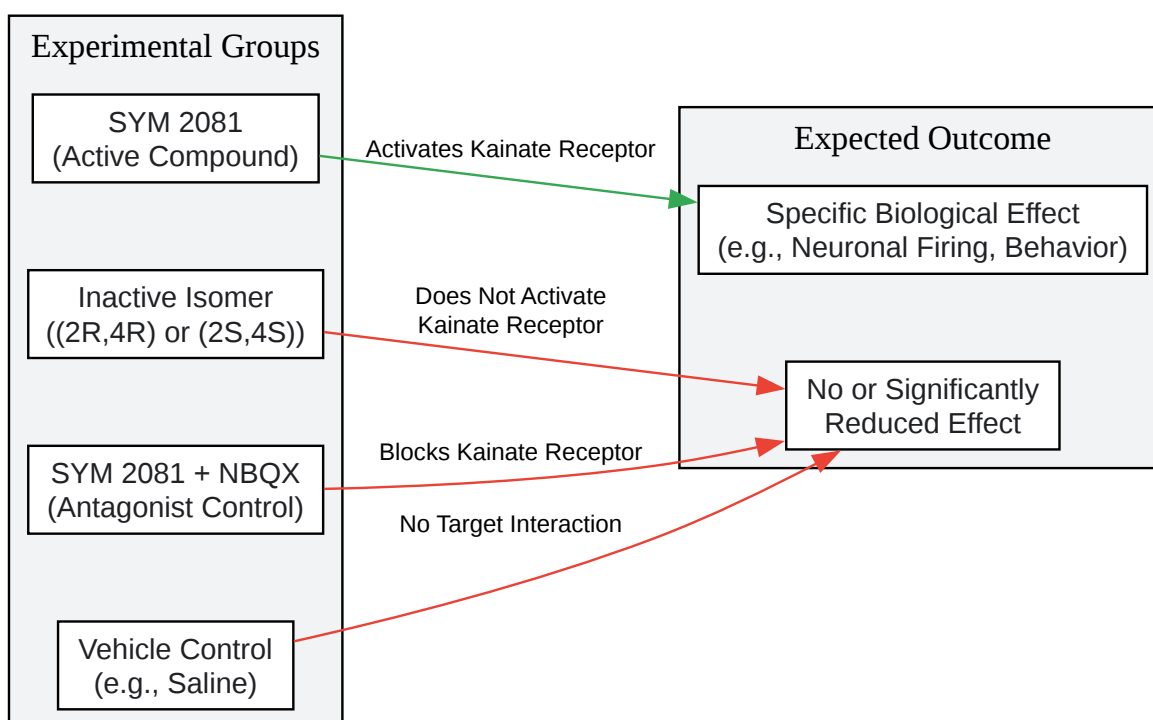 Experimental Groups
SYM 2081
(Active Compound)
Inactive Isomer
((2R,4R) or (2S,4S))
SYM 2081 + NBQX
(Antagonist Control)
Vehicle Control
(e.g., Saline)
Activates Kainate Receptor
Does Not Activate
Kainate Receptor
Blocks Kainate Receptor
No Target Interaction
Expected Outcome
Specific Biological Effect
(e.g., Neuronal Firing, Behavior)
No or Significantly
Reduced Effect